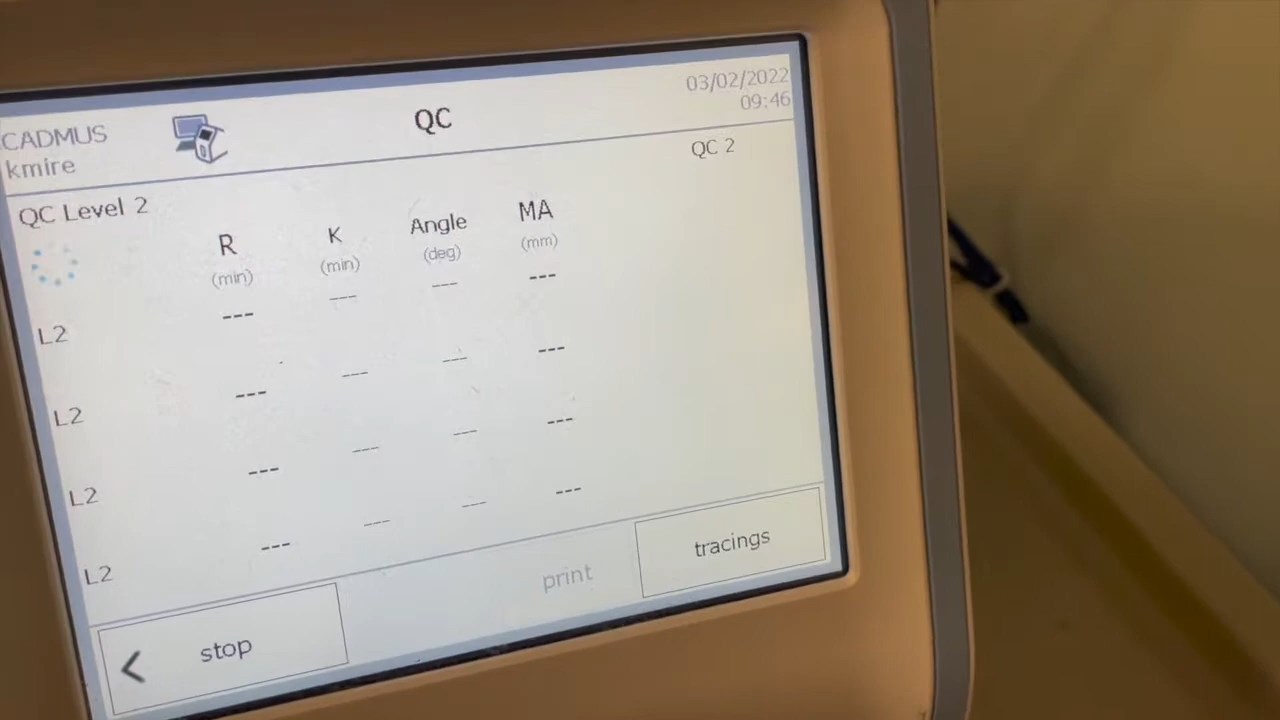 CADMUS
kmire
QC
03/02/2022
09:46
QC Level 2
QC 2
R K Angle MA
(min) (min) (deg) (mm)
L2 --- --- --- ---
L2 --- --- --- ---
L2 --- --- --- ---
L2 --- --- --- ---
< stop print tracings